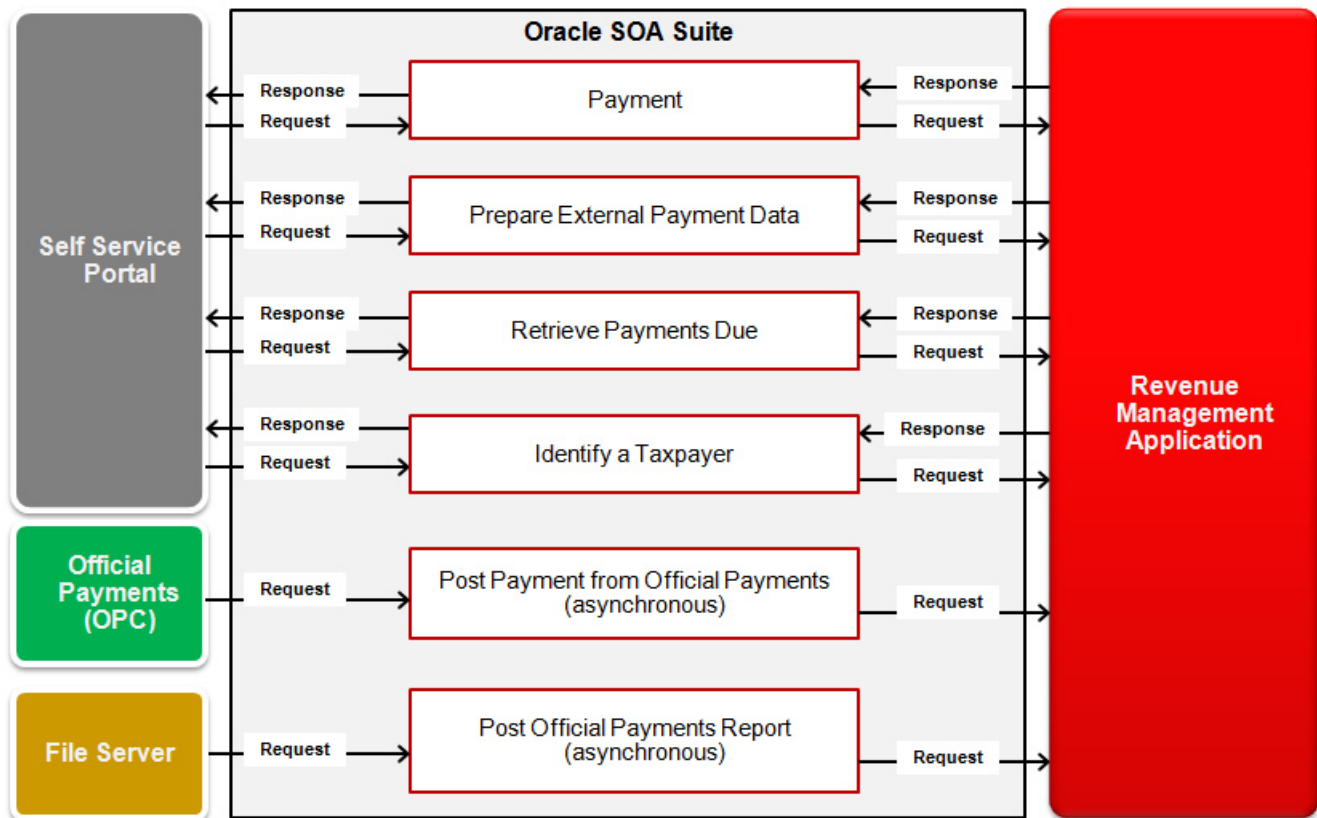 Oracle SOA Suite
Self Service
Portal
Response
Request
Payment
Response
Request
Response
Request
Prepare External Payment Data
Response
Request
Response
Request
Retrieve Payments Due
Response
Request
Response
Request
Identify a Taxpayer
Response
Request
Revenue
Management
Application
Official
Payments
(OPC)
Request
Post Payment from Official Payments
(asynchronous)
Request
File Server
Request
Post Official Payments Report
(asynchronous)
Request